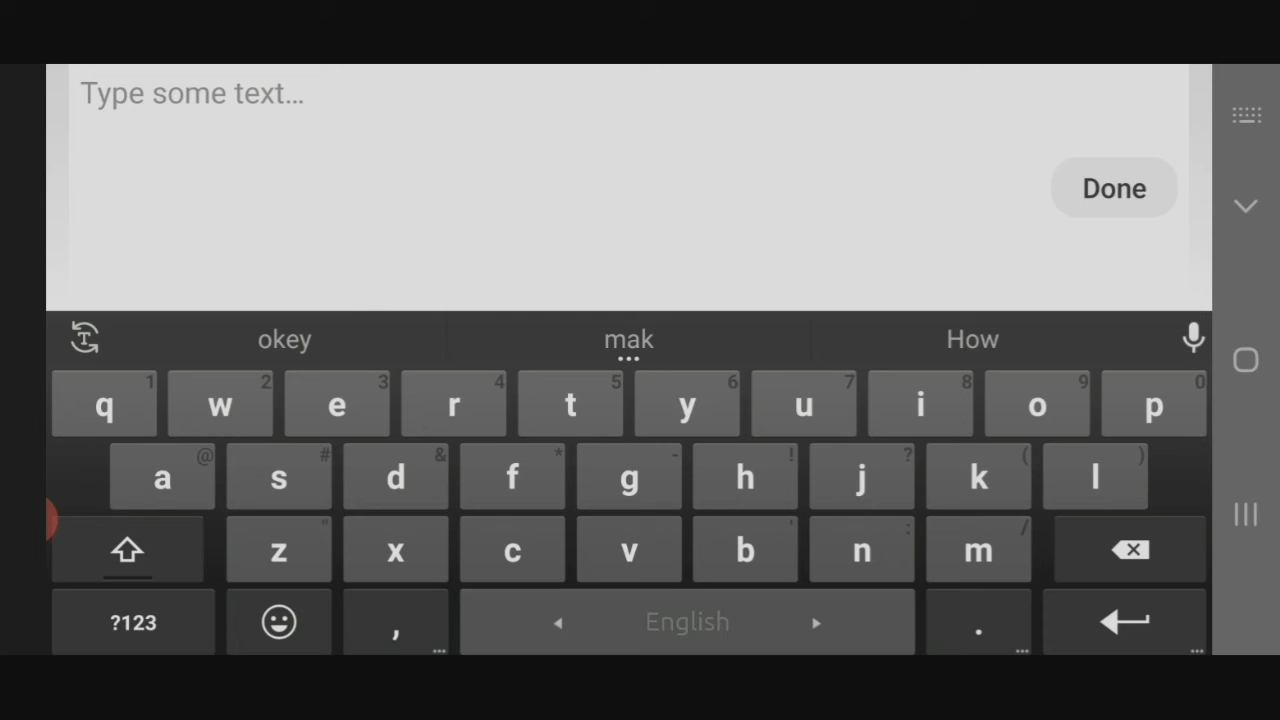 Type some text...
Done
okey mak How
1 2 3 4 5 6 7 8 9 0
q w e r t y u i o p
@ # & * - ! ? ( )
a s d f g h j k l
" ' : /
z x c v b n m
?123 , English .